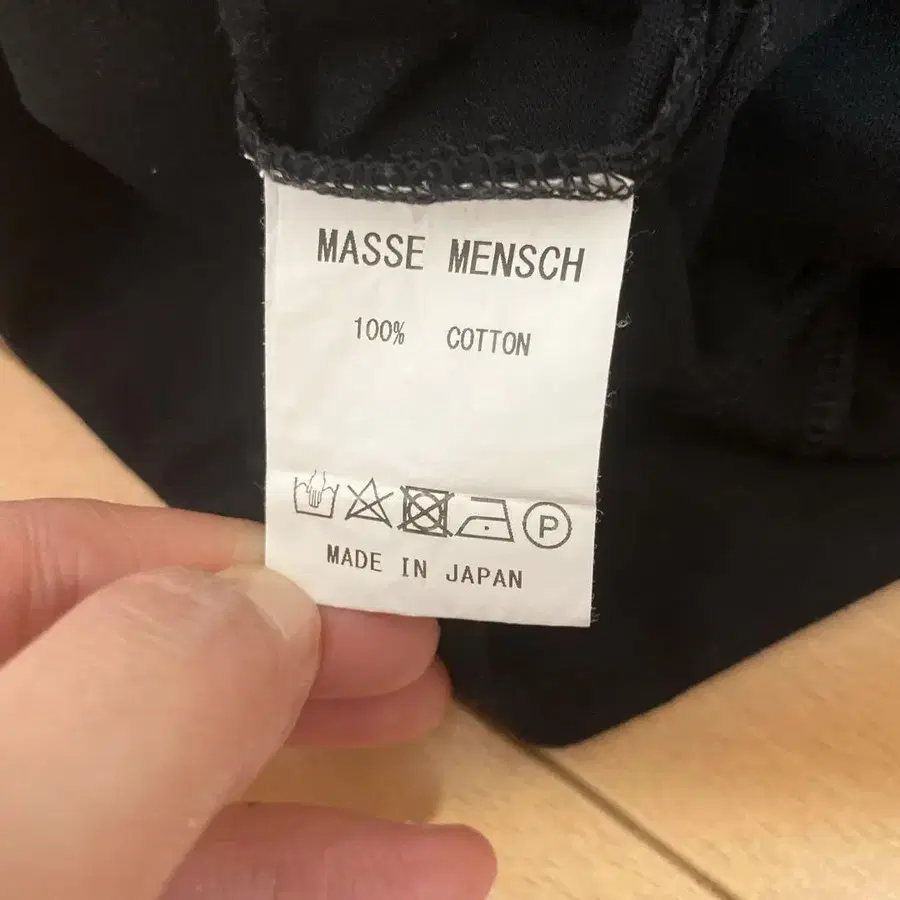 MASSE MENSCH
100% COTTON
P
MADE IN JAPAN